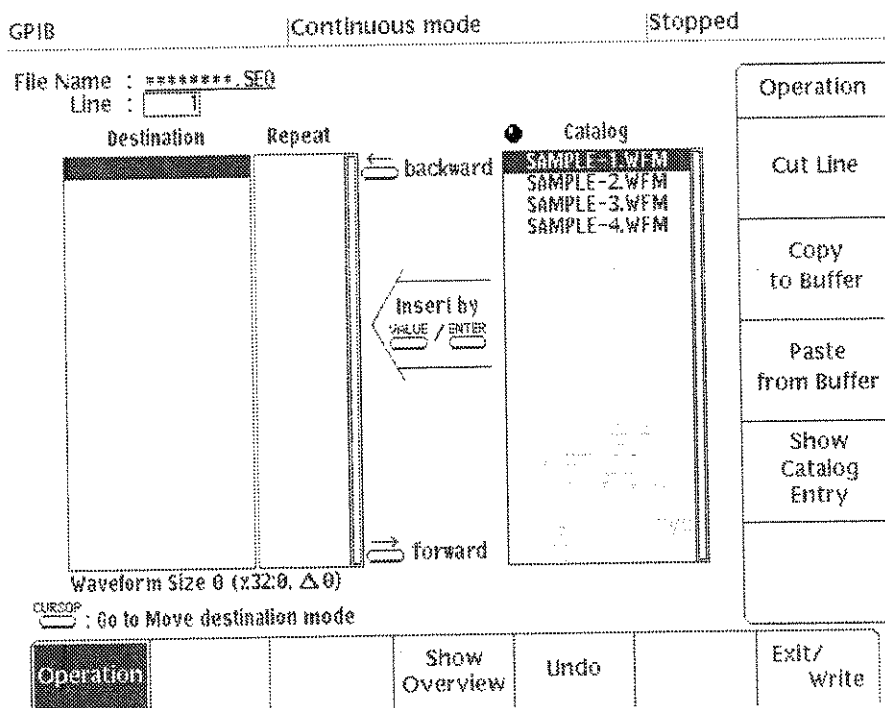 GPIB Continuous mode Stopped
File Name : ********.SEQ
Line : 1
Destination Repeat Catalog
backward
SAMPLE-1.WFM
SAMPLE-2.WFM
SAMPLE-3.WFM
SAMPLE-4.WFM
Insert by
VALUE / ENTER
forward
Waveform Size 0 (x32:0, △0)
CURSOR : Go to Move destination mode
Operation
Cut Line
Copy
to Buffer
Paste
from Buffer
Show
Catalog
Entry
Operation
Show
Overview
Undo
Exit/
Write